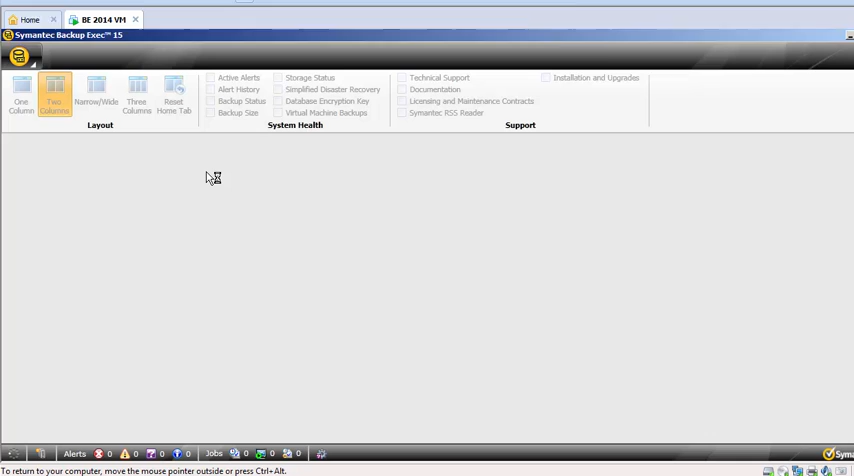 Home
BE 2014 VM
Symantec Backup Exec™ 15
One Column
Two Columns
Narrow/Wide
Three Columns
Reset Home Tab
Layout
Active Alerts
Alert History
Backup Status
Backup Size
Storage Status
Simplified Disaster Recovery
Database Encryption Key
Virtual Machine Backups
System Health
Technical Support
Documentation
Licensing and Maintenance Contracts
Symantec RSS Reader
Installation and Upgrades
Support
Alerts 0 0 0 0 Jobs 0 0 0
Syma
To return to your computer, move the mouse pointer outside or press Ctrl+Alt.